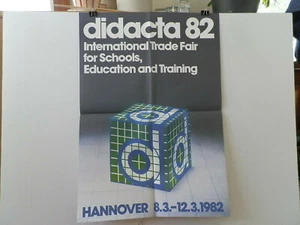 didacta 82
International Trade Fair
for Schools,
Education and Training
d d
HANNOVER 8.3.–12.3.1982